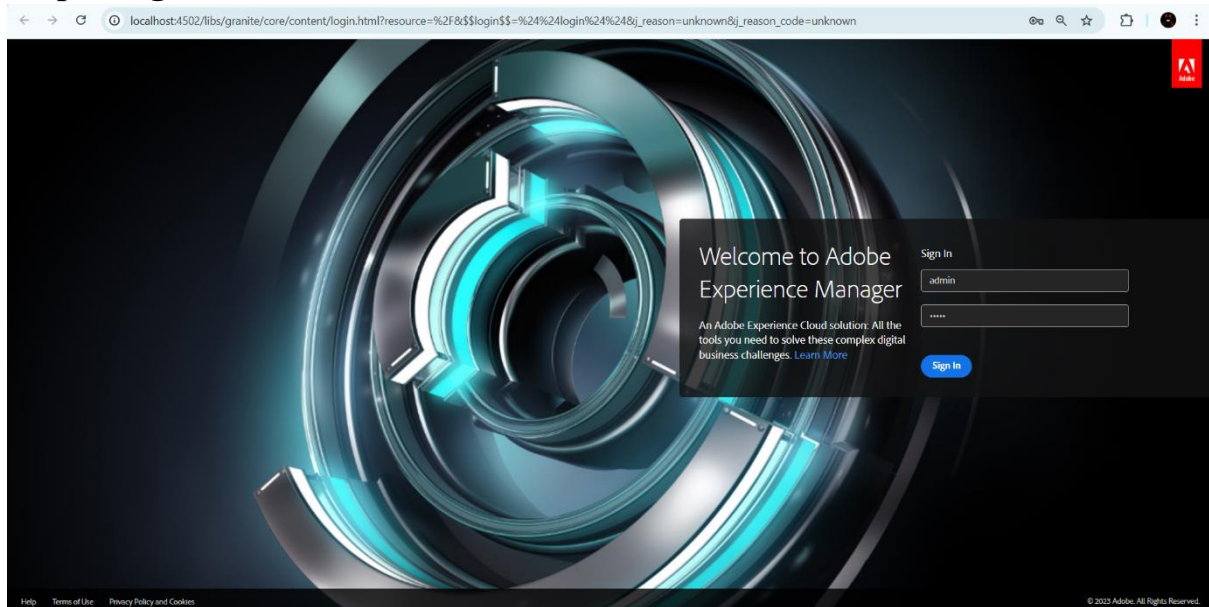 localhost:4502/libs/granite/core/content/login.html?resource=%2F&$$login$$=%24%24login%24%24&j_reason=unknown&j_reason_code=unknown
Adobe
Welcome to Adobe
Experience Manager
An Adobe Experience Cloud solution: All the
tools you need to solve these complex digital
business challenges. Learn More
Sign In
admin
•••••
Sign In
Help Terms of Use Privacy Policy and Cookies
© 2023 Adobe. All Rights Reserved.